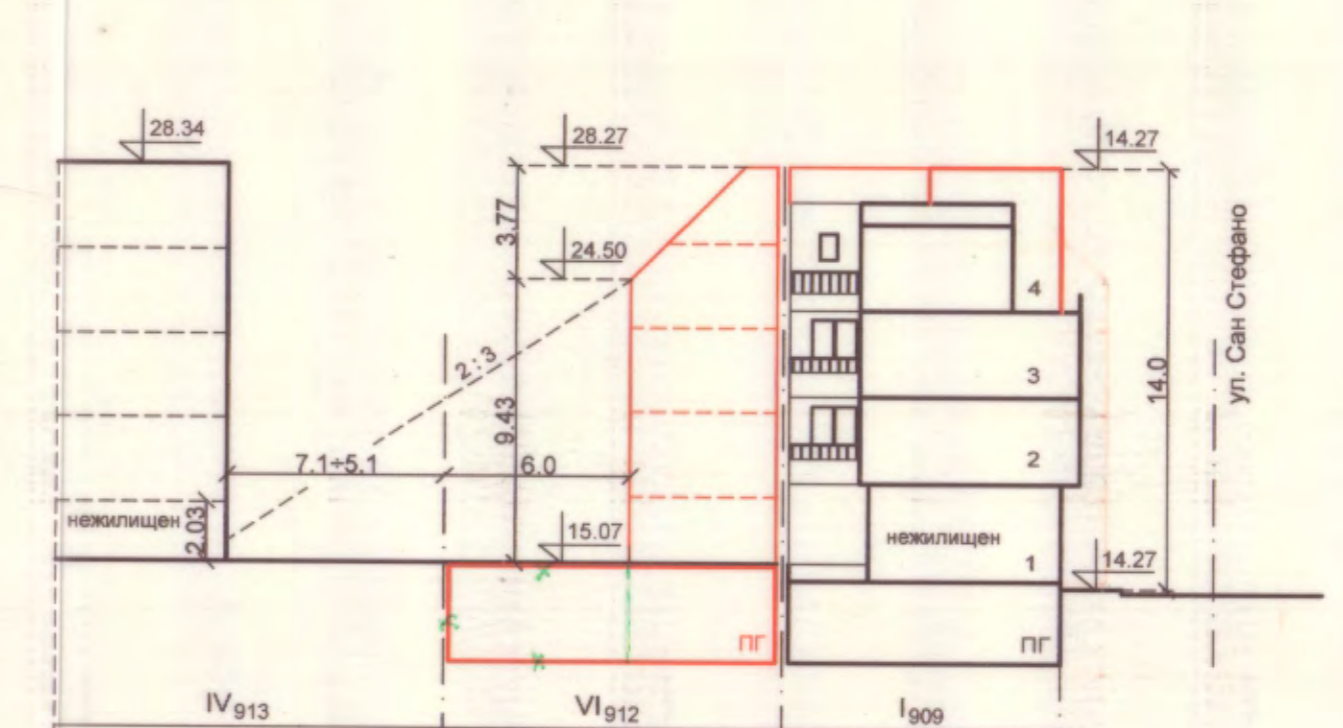 28.34
28.27
14.27
3.77
24.50
ул. Сан Стефано
4
2 : 3
3
14.0
9.43
7.1÷5.1
6.0
2
нежилищен
2.03
15.07
нежилищен
1
14.27
ПГ
ПГ
IV913
VI912
I909